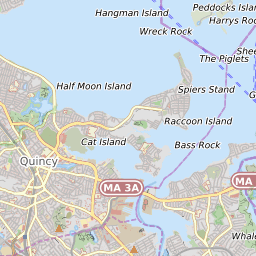 Peddocks Island
Hangman Island
Harrys Rock
Wreck Rock
The Piglets
Half Moon Island
Spiers Stand
Raccoon Island
Cat Island
Bass Rock
Quincy
MA 3A
MA